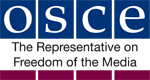 osce
The Representative on
Freedom of the Media